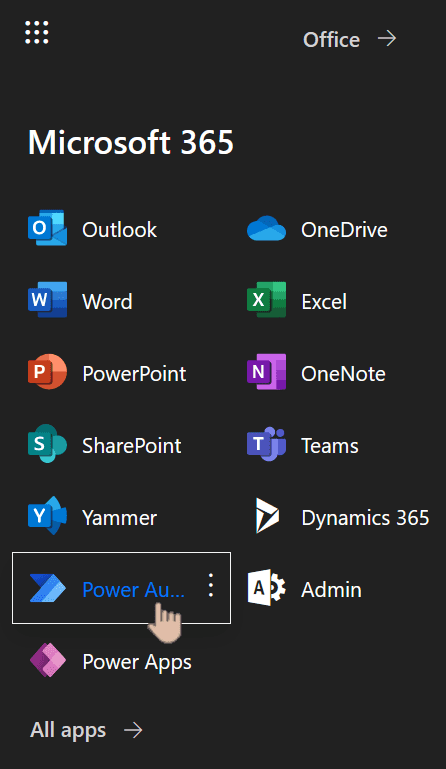 Office
Microsoft 365
Outlook
OneDrive
Word
Excel
PowerPoint
OneNote
SharePoint
Teams
Yammer
Dynamics 365
Power Au...
Admin
Power Apps
All apps